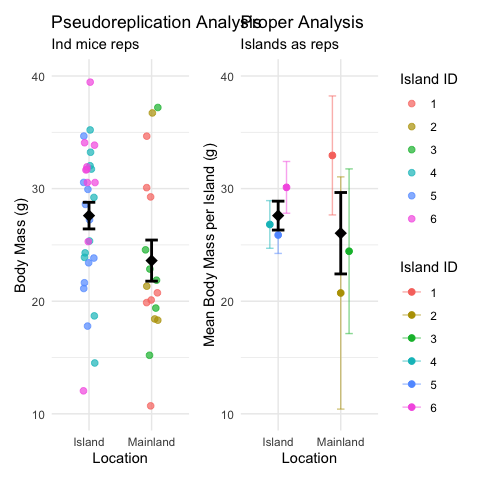 Pseudoreplication Analysis
Ind mice reps
Proper Analysis
Islands as reps
Body Mass (g)
40
30
20
10
Island
Mainland
Location
Mean Body Mass per Island (g)
40
30
20
10
Island
Mainland
Location
Island ID
1
2
3
4
5
6
Island ID
1
2
3
4
5
6